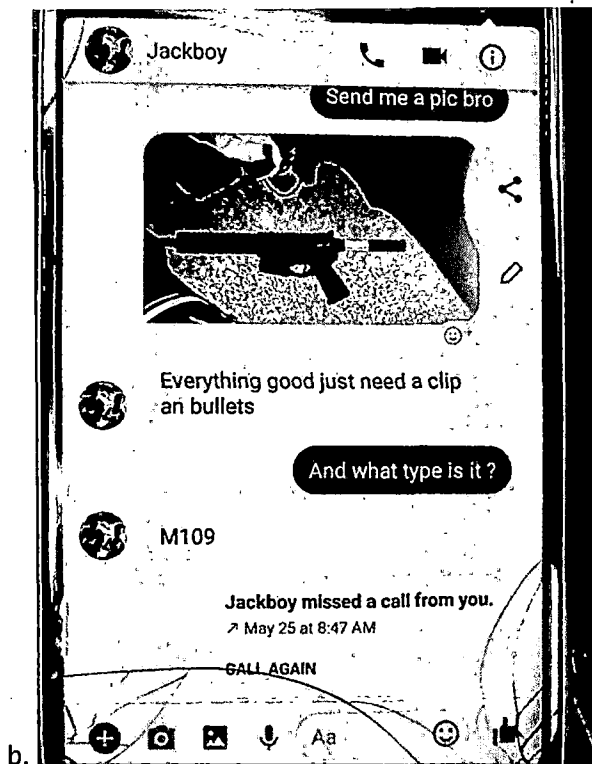 Jackboy
Send me a pic bro
Everything good just need a clip
an bullets
And what type is it ?
M109
Jackboy missed a call from you.
↗ May 25 at 8:47 AM
CALL AGAIN
Aa
b.